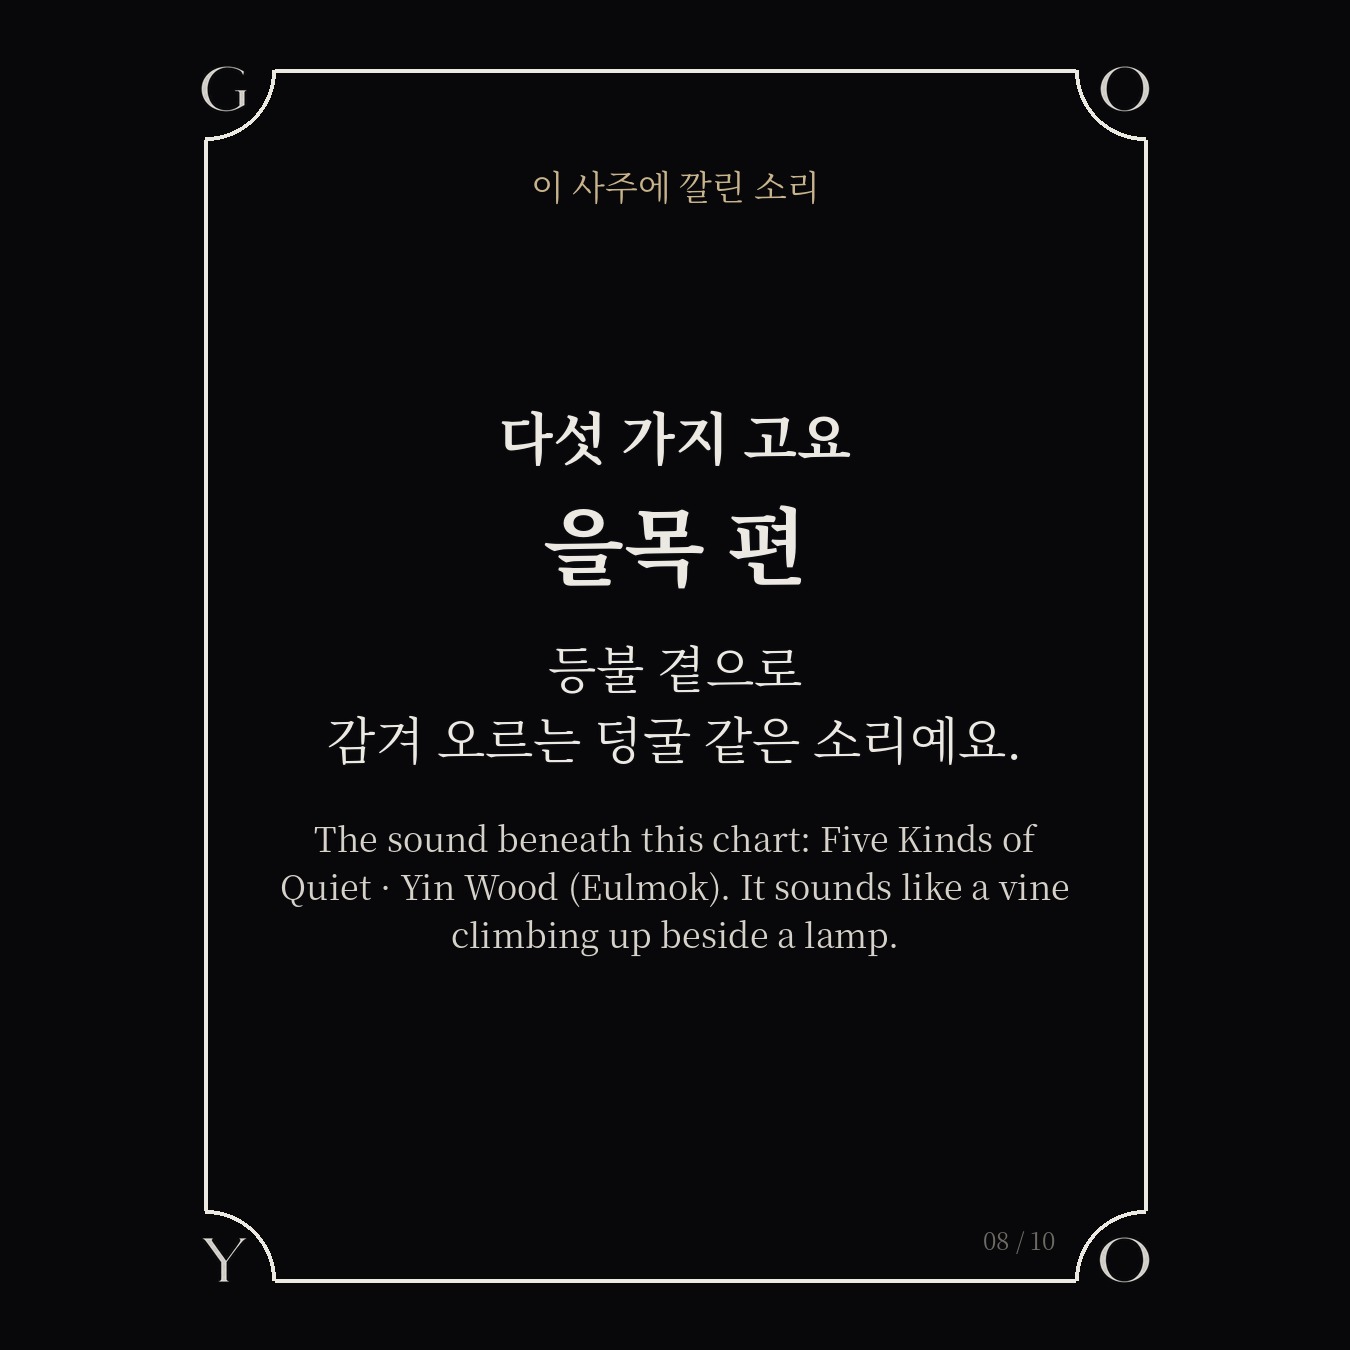 G O
이 사주에 깔린 소리
다섯 가지 고요
을목 편
등불 곁으로
감겨 오르는 덩굴 같은 소리예요.
The sound beneath this chart: Five Kinds of
Quiet · Yin Wood (Eulmok). It sounds like a vine
climbing up beside a lamp.
08 / 10
Y O